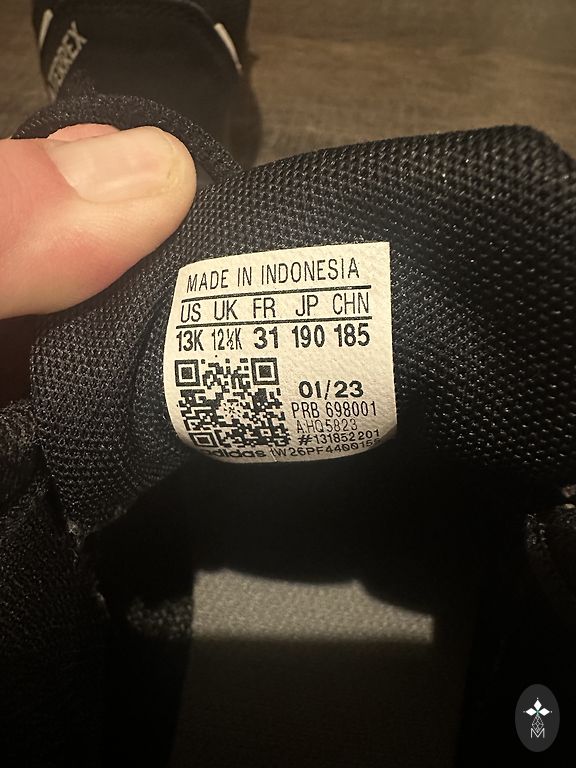 TERREX
MADE IN INDONESIA
US UK FR JP CHN
13K 12½K 31 190 185
01/23
PRB 698001
A:HQ5823
#131852201
adidas
M